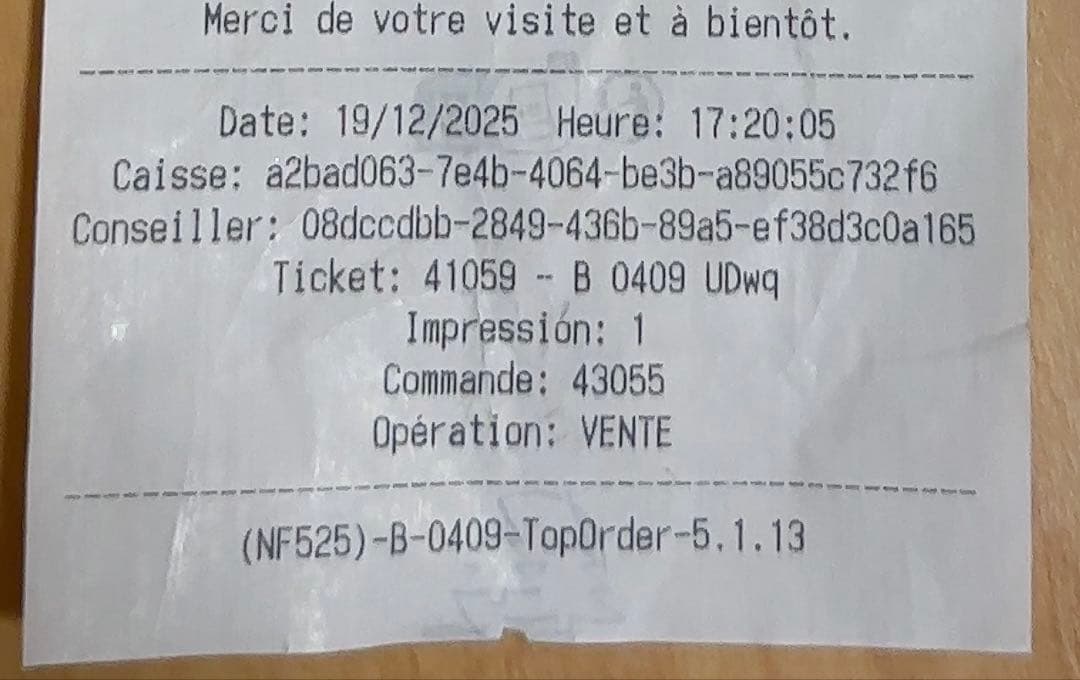 Merci de votre visite et à bientôt.
Date: 19/12/2025 Heure: 17:20:05
Caisse: a2bad063-7e4b-4064-be3b-a89055c732f6
Conseiller: 08dccdbb-2849-436b-89a5-ef38d3c0a165
Ticket: 41059 - B 0409 UDwq
Impression: 1
Commande: 43055
Opération: VENTE
(NF525)-B-0409-TopOrder-5.1.13